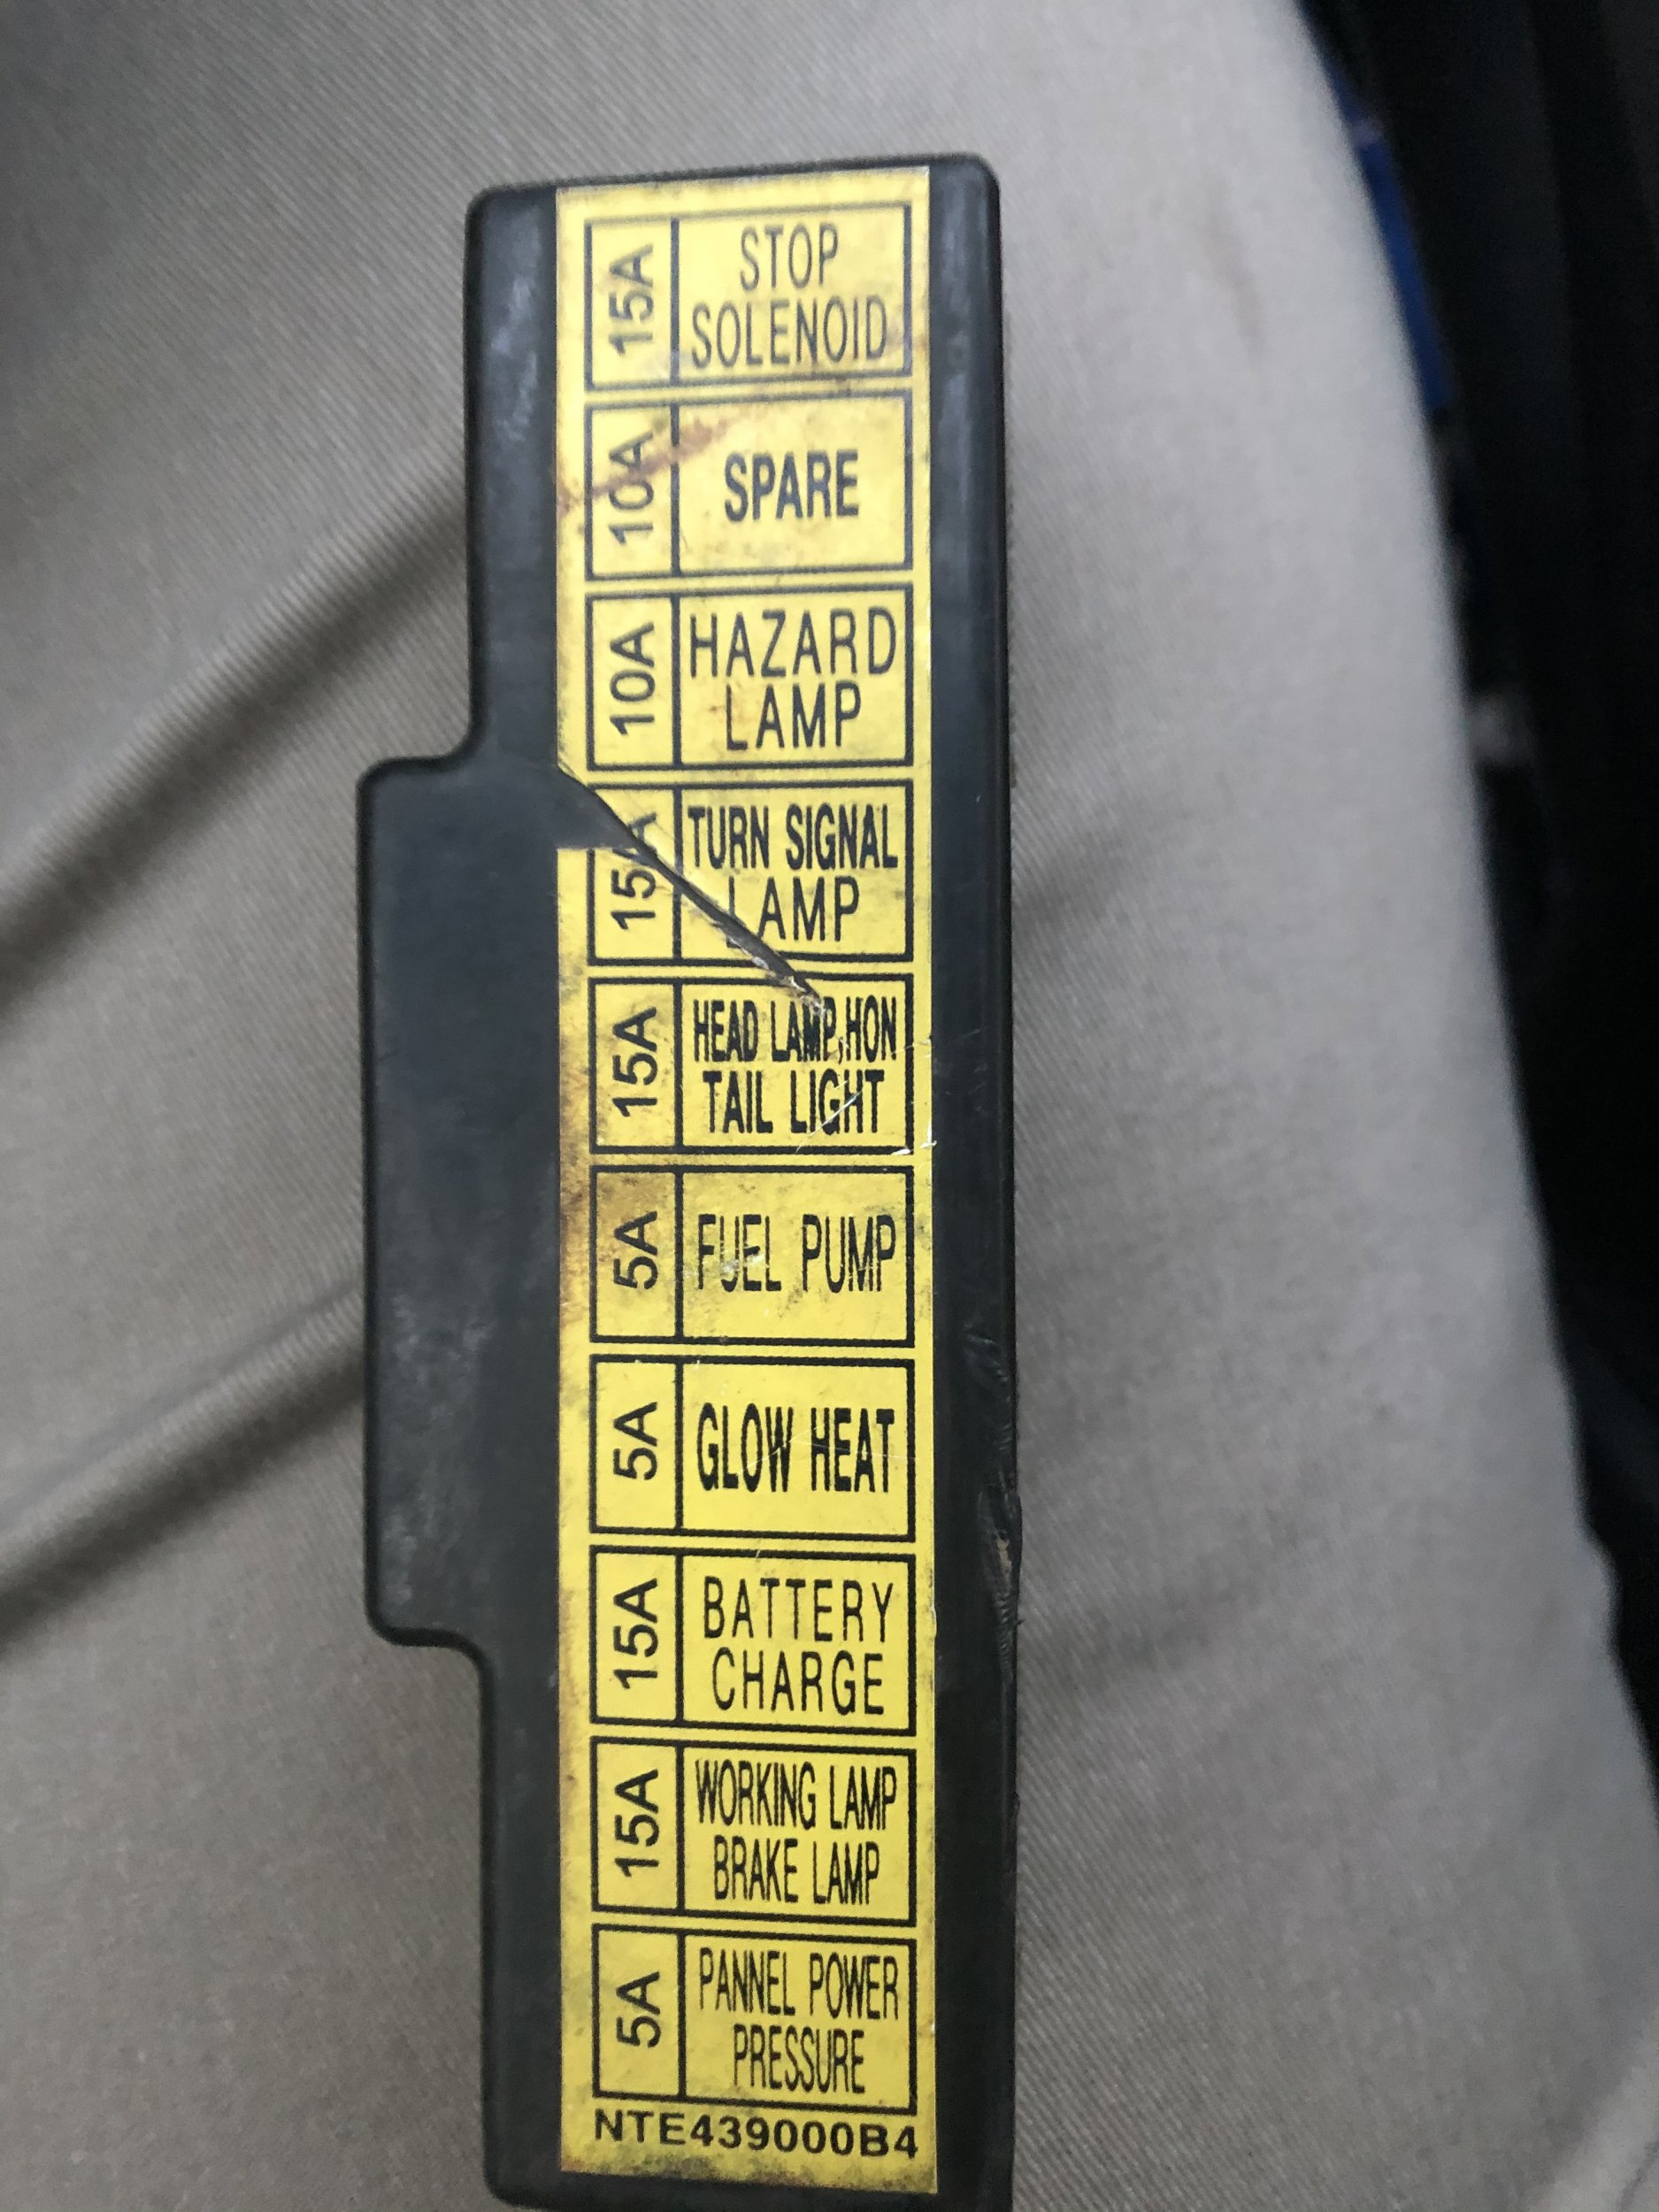 15A
STOP
SOLENOID
10A
SPARE
10A
HAZARD
LAMP
15A
TURN SIGNAL
LAMP
15A
HEAD LAMP,HON
TAIL LIGHT
5A
FUEL PUMP
5A
GLOW HEAT
15A
BATTERY
CHARGE
15A
WORKING LAMP
BRAKE LAMP
5A
PANNEL POWER
PRESSURE
NTE439000B4